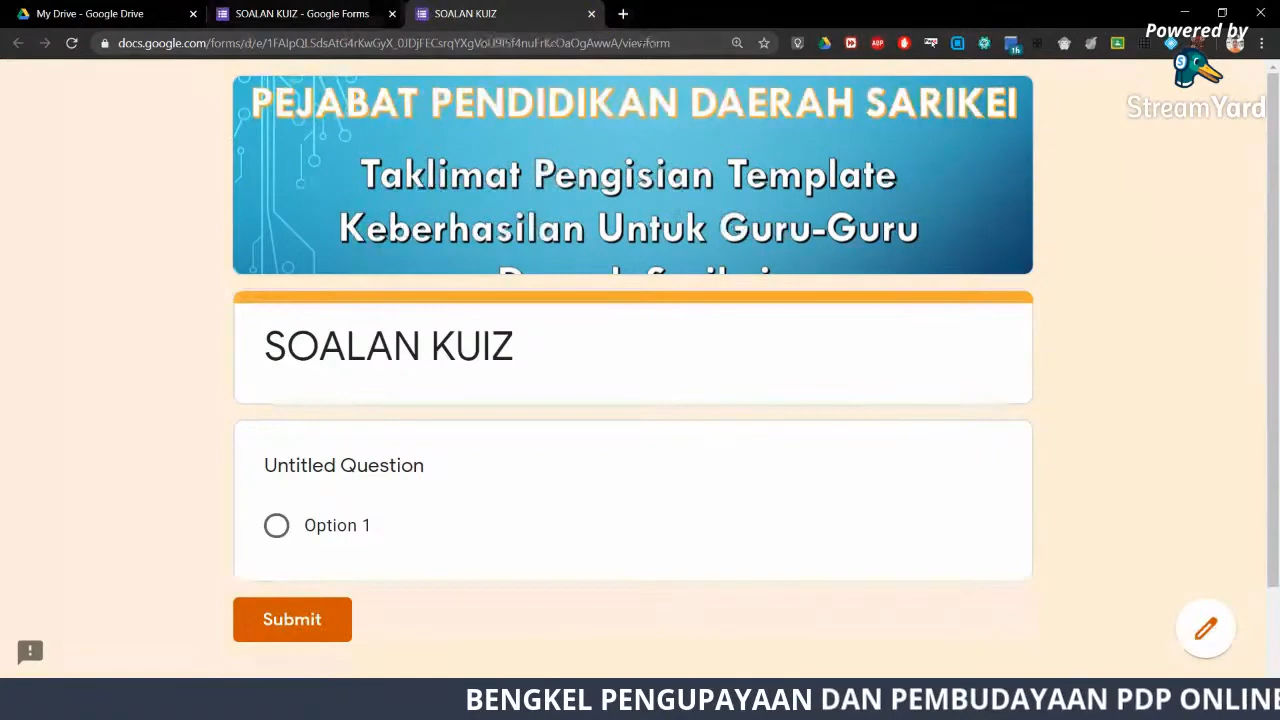 My Drive - Google Drive
SOALAN KUIZ - Google Forms
SOALAN KUIZ
Powered by
StreamYard
PEJABAT PENDIDIKAN DAERAH SARIKEI
Taklimat Pengisian Template
Keberhasilan Untuk Guru-Guru
SOALAN KUIZ
Untitled Question
Option 1
Submit
BENGKEL PENGUPAYAAN DAN PEMBUDAYAAN PDP ONLINE